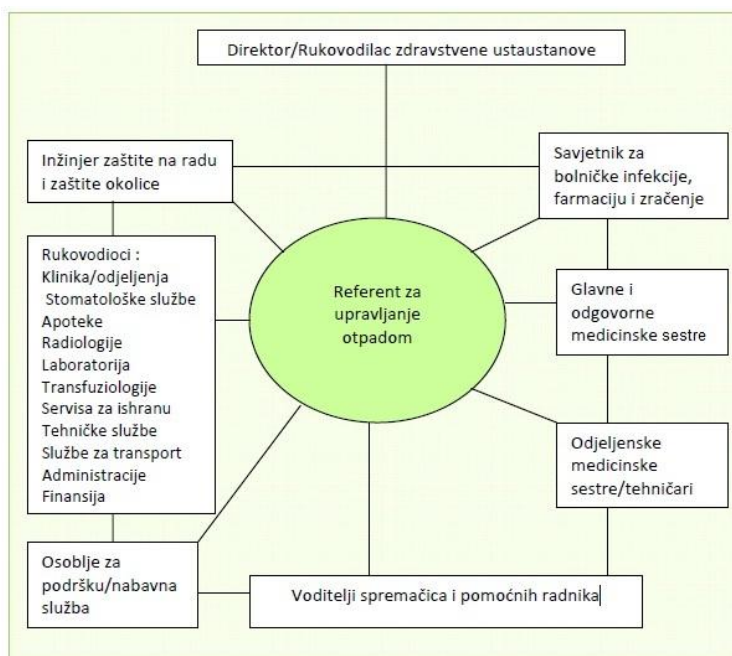 Direktor/Rukovodilac zdravstvene ustaustanove
Inžinjer zaštite na radu
i zaštite okolice
Savjetnik za
bolničke infekcije,
farmaciju i zračenje
Rukovodioci :
Klinika/odjeljenja
Stomatološke službe
Apoteke
Radiologije
Laboratorija
Transfuziologije
Servisa za ishranu
Tehničke službe
Službe za transport
Administracije
Finansija
Referent za
upravljanje
otpadom
Glavne i
odgovorne
medicinske sestre
Odjeljenske
medicinske
sestre/tehničari
Osoblje za
podršku/nabavna
služba
Voditelji spremačica i pomoćnih radnika